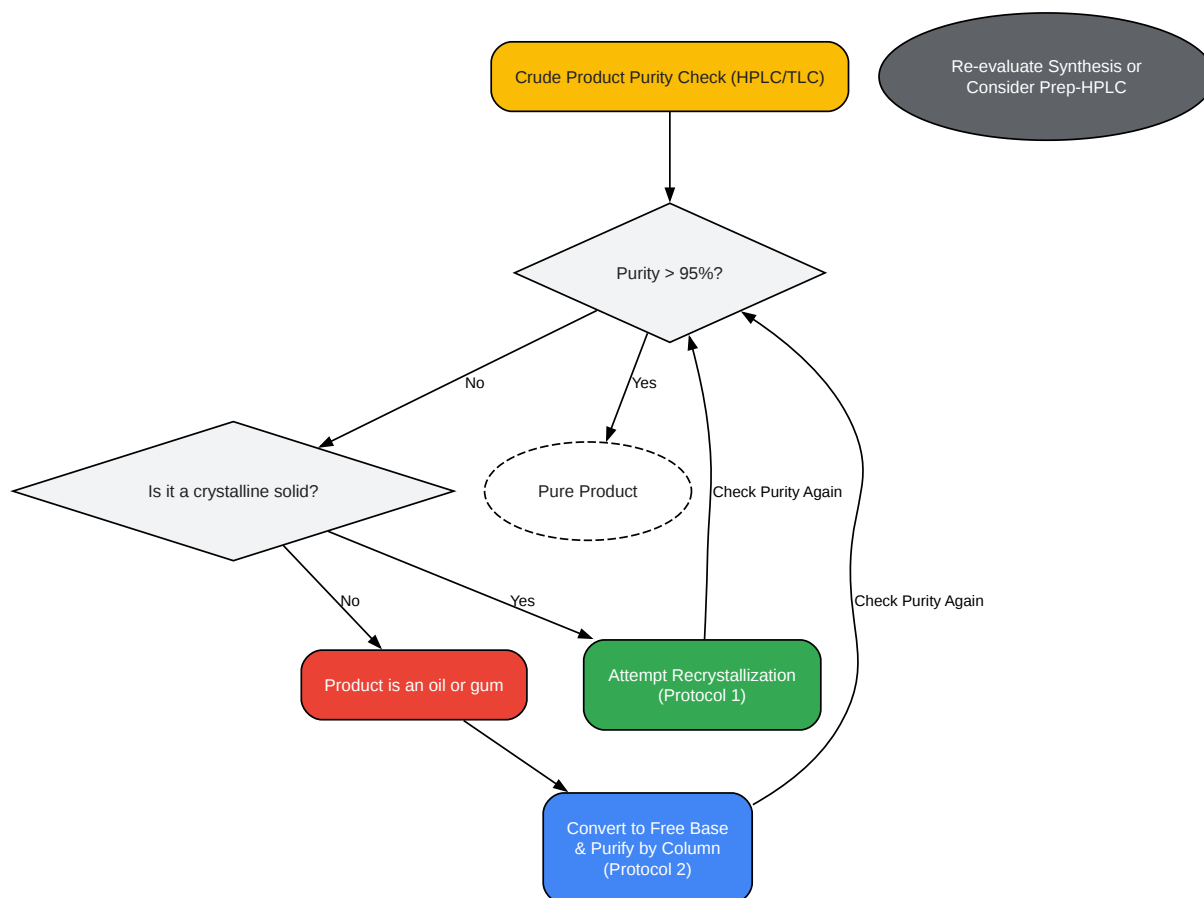 Crude Product Purity Check (HPLC/TLC)
Re-evaluate Synthesis or
Consider Prep-HPLC
Purity > 95%?
No
Yes
Is it a crystalline solid?
Pure Product
Check Purity Again
No
Yes
Check Purity Again
Product is an oil or gum
Attempt Recrystallization
(Protocol 1)
Convert to Free Base
& Purify by Column
(Protocol 2)